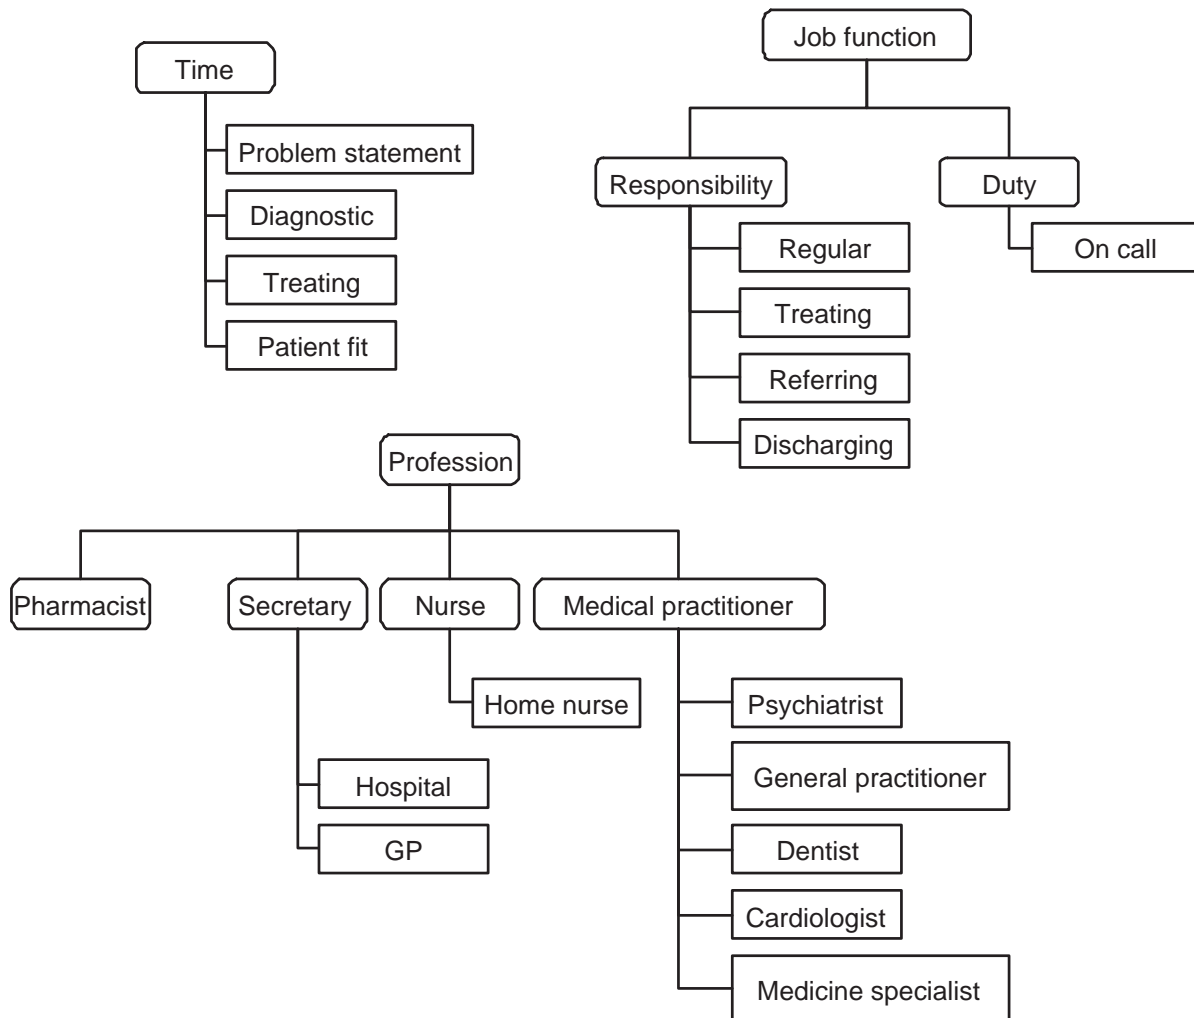 Time
Problem statement
Diagnostic
Treating
Patient fit
Job function
Responsibility
Duty
Regular
On call
Treating
Referring
Discharging
Profession
Pharmacist
Secretary
Nurse
Medical practitioner
Home nurse
Hospital
GP
Psychiatrist
General practitioner
Dentist
Cardiologist
Medicine specialist